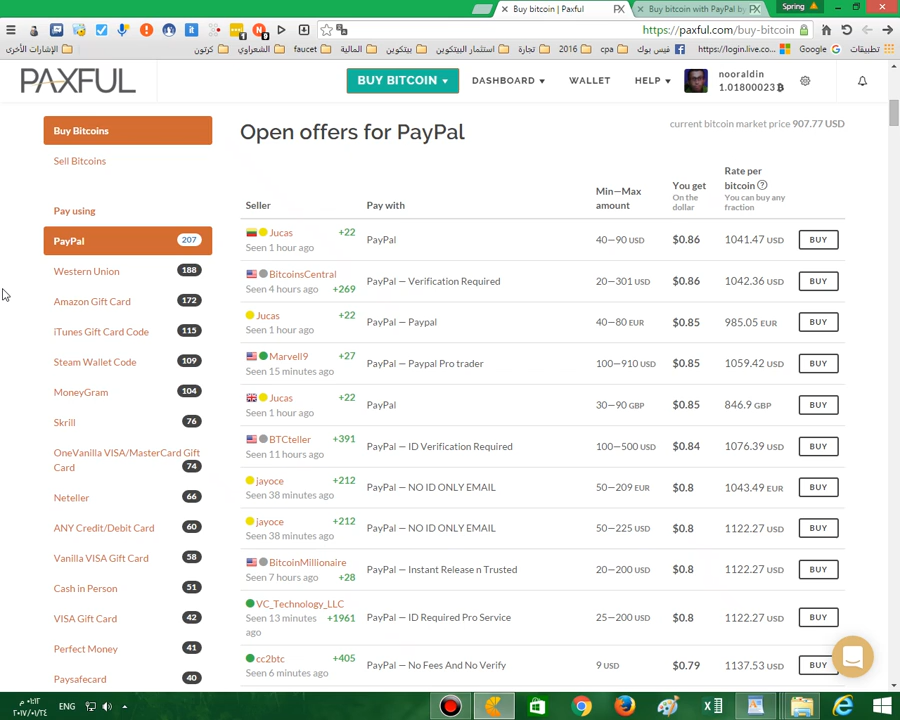 Buy bitcoin | Paxful
Buy bitcoin with PayPal by
Spring
https://paxful.com/buy-bitcoin
تطبيقات
Google
https://login.live.co...
فيس بوك
2016
تجارة
استثمار البيتكوين
بيتكوين
المالية
faucet
الشعراوي
كرتون
cpa
الإشارات الأخرى
PAXFUL
BUY BITCOIN
DASHBOARD
WALLET
HELP
nooraldin
1.01800023
Buy Bitcoins
Sell Bitcoins
Pay using
PayPal 207
Western Union 188
Amazon Gift Card 172
iTunes Gift Card Code 115
Steam Wallet Code 109
MoneyGram 104
Skrill 76
OneVanilla VISA/MasterCard Gift
Card 74
Neteller 66
ANY Credit/Debit Card 60
Vanilla VISA Gift Card 58
Cash in Person 51
VISA Gift Card 42
Perfect Money 41
Paysafecard 40
Open offers for PayPal
current bitcoin market price 907.77 USD
Seller
Pay with
Min—Max
amount
You get
On the
dollar
Rate per
bitcoin ?
You can buy any
fraction
Jucas +22
Seen 1 hour ago
PayPal
40—90 USD
$0.86
1041.47 USD
BUY
BitcoinsCentral
Seen 4 hours ago +269
PayPal — Verification Required
20—301 USD
$0.86
1042.36 USD
BUY
Jucas +22
Seen 1 hour ago
PayPal — Paypal
40—80 EUR
$0.85
985.05 EUR
BUY
Marvell9 +27
Seen 15 minutes ago
PayPal — Paypal Pro trader
100—910 USD
$0.85
1059.42 USD
BUY
Jucas +22
Seen 1 hour ago
PayPal
30—90 GBP
$0.85
846.9 GBP
BUY
BTCteller +391
Seen 11 hours ago
PayPal — ID Verification Required
100—500 USD
$0.84
1076.39 USD
BUY
jayoce +212
Seen 38 minutes ago
PayPal — NO ID ONLY EMAIL
50—209 EUR
$0.8
1043.49 EUR
BUY
jayoce +212
Seen 38 minutes ago
PayPal — NO ID ONLY EMAIL
50—225 USD
$0.8
1122.27 USD
BUY
BitcoinMillionaire
Seen 7 hours ago +28
PayPal — Instant Release n Trusted
20—200 USD
$0.8
1122.27 USD
BUY
VC_Technology_LLC
Seen 13 minutes +1961
ago
PayPal — ID Required Pro Service
25—200 USD
$0.8
1122.27 USD
BUY
cc2btc +405
Seen 6 minutes ago
PayPal — No Fees And No Verify
9 USD
$0.79
1137.53 USD
BUY
ENG
٠١:١٣ م
٢٠١٧/٠١/٢٤